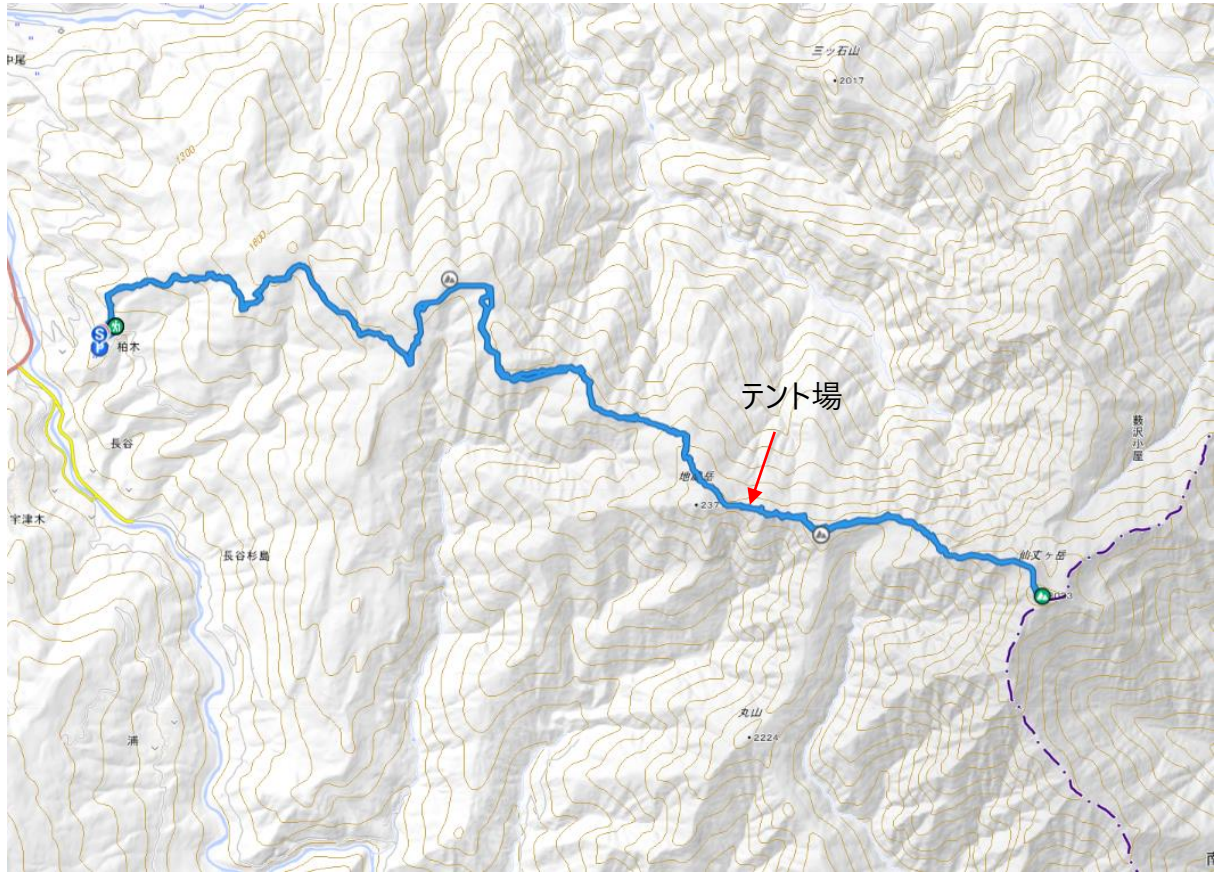 中尾
三ッ石山
2017
1300
1800
S
P
柏木
テント場
長谷
藪沢小屋
地蔵岳
237
宇津木
長谷杉島
仙丈ヶ岳
浦
丸山
2224
南